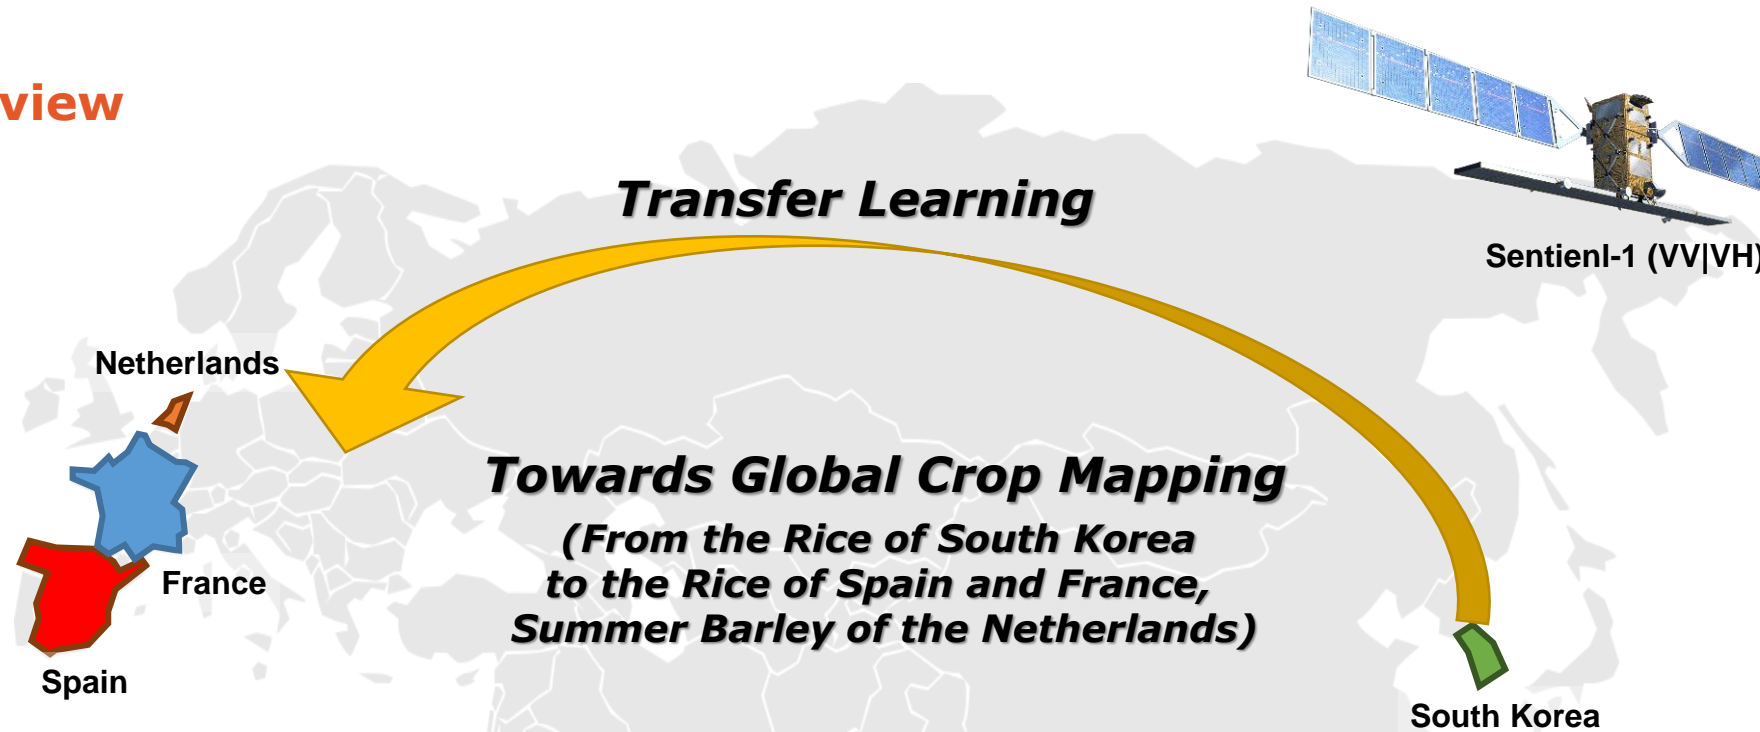 view
Transfer Learning
Sentienl-1 (VV|VH)
Netherlands
Towards Global Crop Mapping
(From the Rice of South Korea
to the Rice of Spain and France,
Summer Barley of the Netherlands)
France
Spain
South Korea